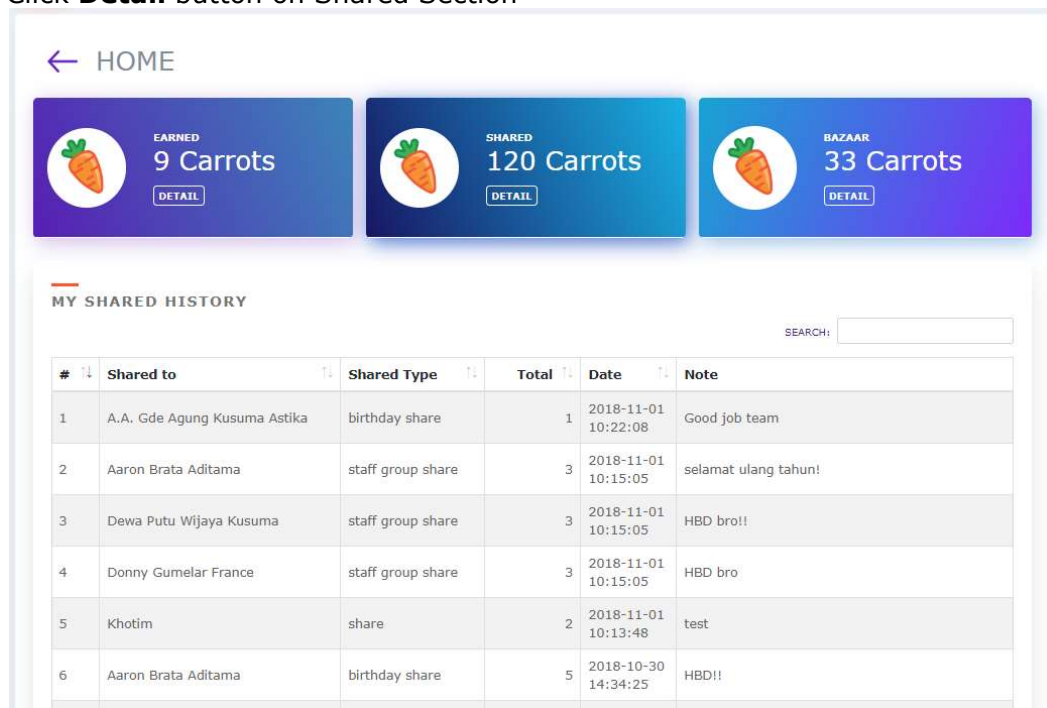 Click Detail button on Shared Section
HOME
EARNED
9 Carrots
DETAIL
SHARED
120 Carrots
DETAIL
BAZAAR
33 Carrots
DETAIL
MY SHARED HISTORY
SEARCH:
# Shared to Shared Type Total Date Note
1 A.A. Gde Agung Kusuma Astika birthday share 1 2018-11-01 10:22:08 Good job team
2 Aaron Brata Aditama staff group share 3 2018-11-01 10:15:05 selamat ulang tahun!
3 Dewa Putu Wijaya Kusuma staff group share 3 2018-11-01 10:15:05 HBD bro!!
4 Donny Gumelar France staff group share 3 2018-11-01 10:15:05 HBD bro
5 Khotim share 2 2018-11-01 10:13:48 test
6 Aaron Brata Aditama birthday share 5 2018-10-30 14:34:25 HBD!!